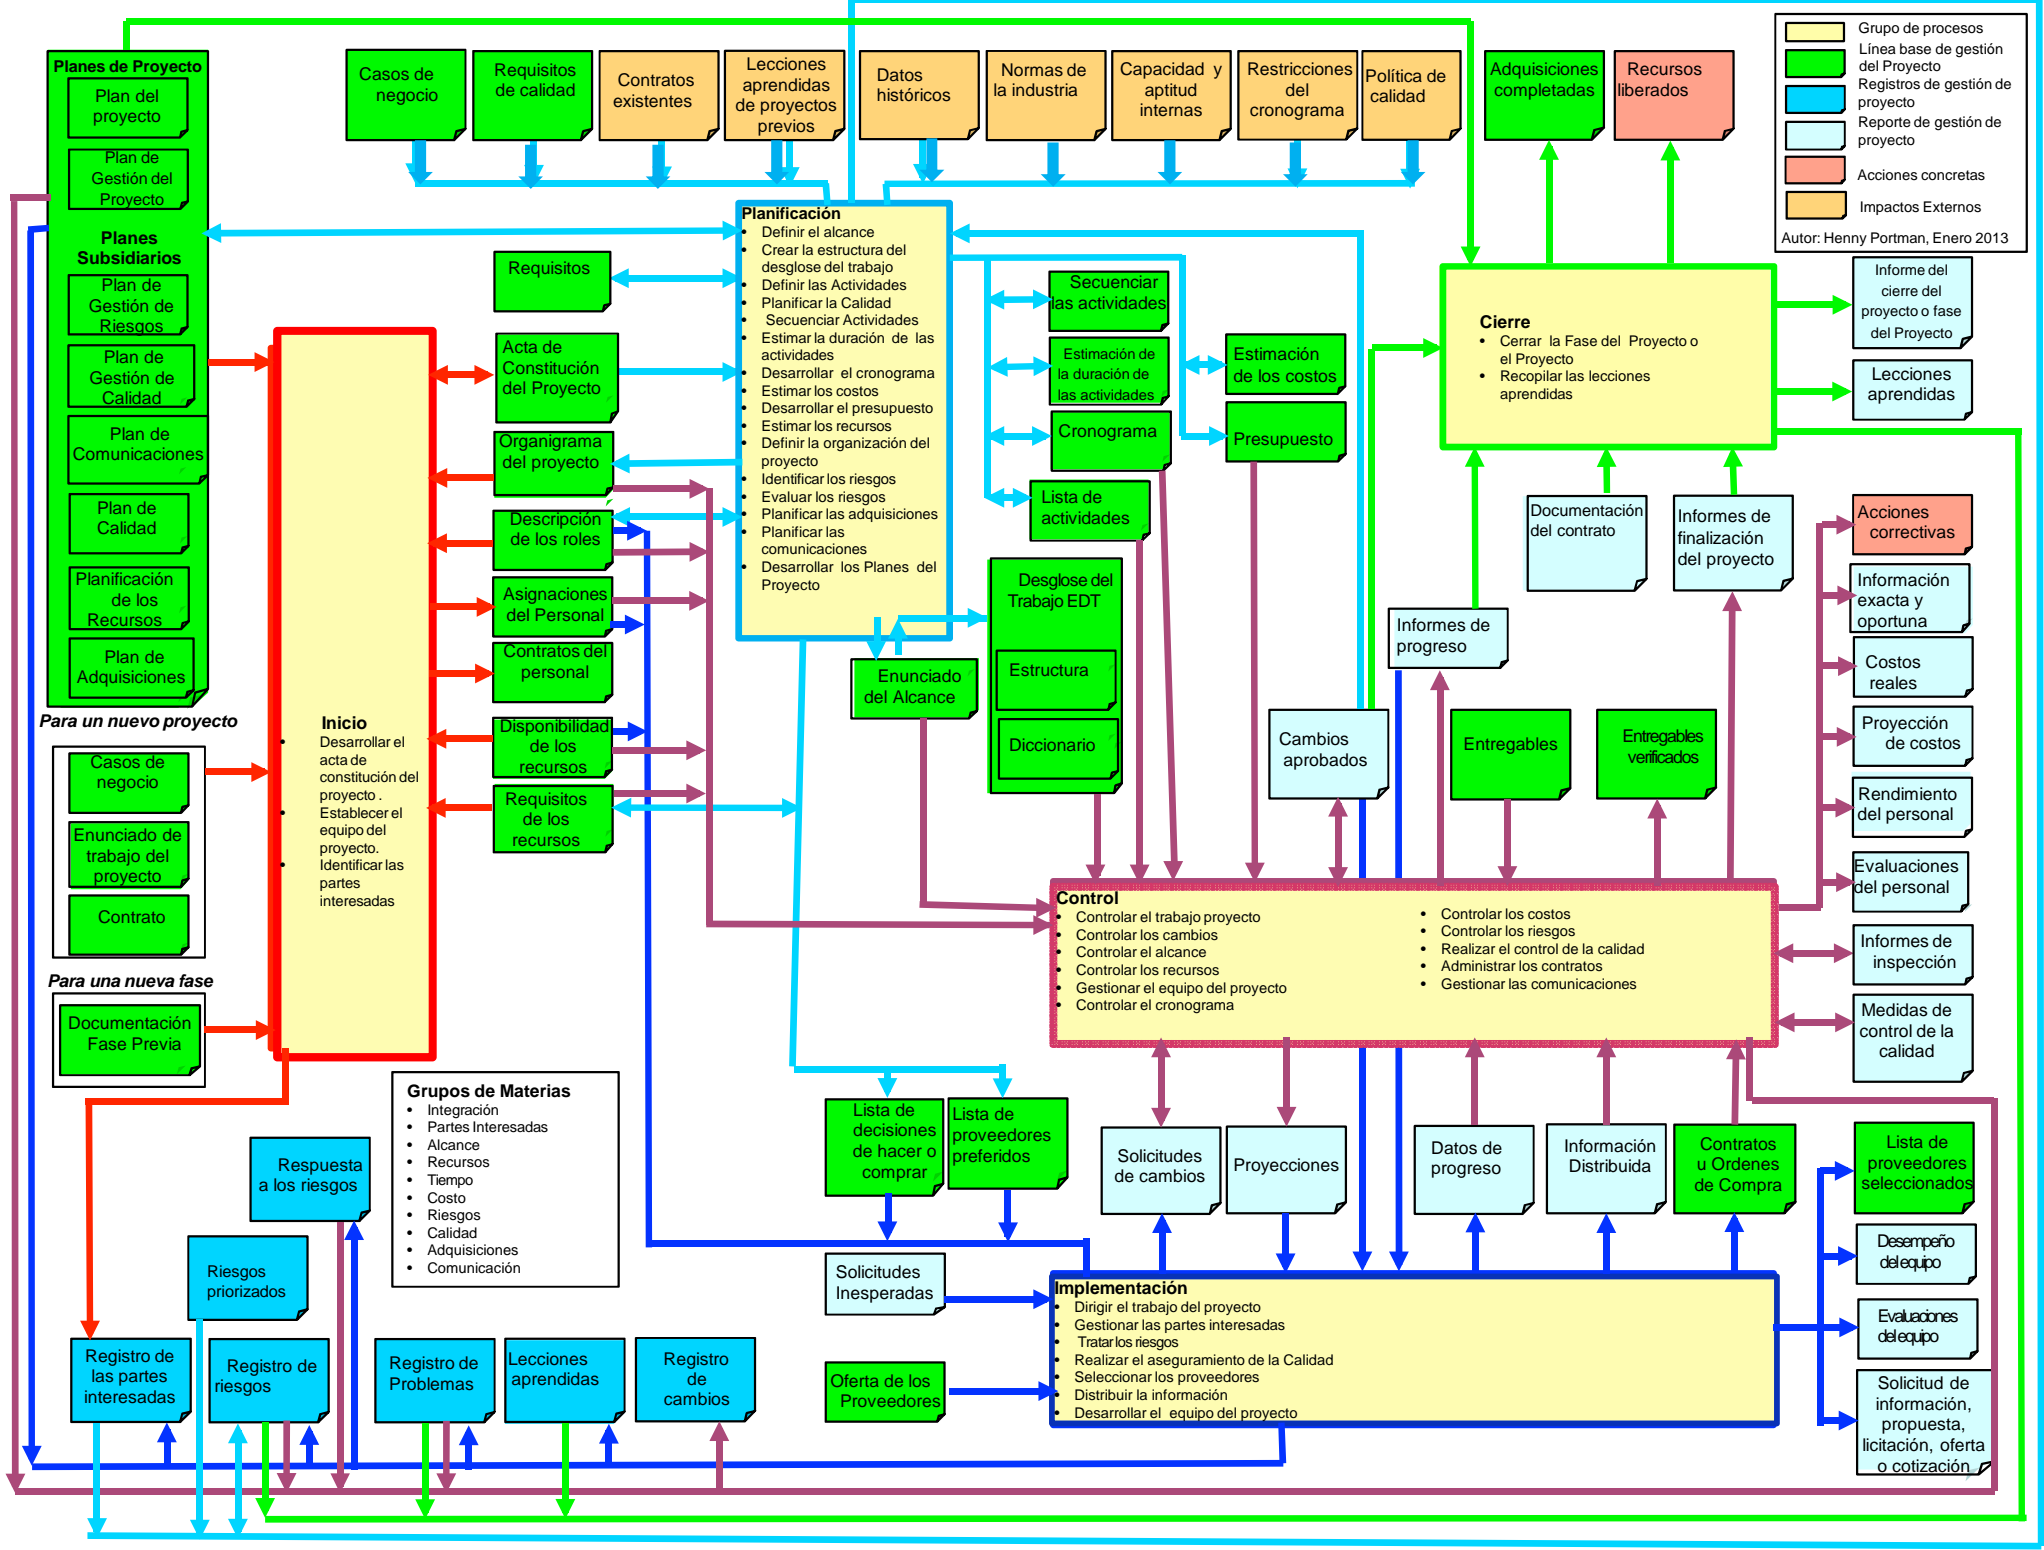 Planes de Proyecto
Plan del
proyecto
Plan de
Gestión del
Proyecto
Planes
Subsidiarios
Plan de
Gestión de
Riesgos
Plan de
Gestión de
Calidad
Plan de
Comunicaciones
Plan de
Calidad
Planificación
de los
Recursos
Plan de
Adquisiciones
Para un nuevo proyecto
Casos de
negocio
Enunciado de
trabajo del
proyecto
Contrato
Para una nueva fase
Documentación
Fase Previa
Casos de
negocio
Requisitos
de calidad
Contratos
existentes
Lecciones
aprendidas
de proyectos
previos
Datos
históricos
Normas de
la industria
Capacidad y
aptitud
internas
Restricciones
del
cronograma
Política de
calidad
Adquisiciones
completadas
Recursos
liberados
Grupo de procesos
Línea base de gestión
del Proyecto
Registros de gestión de
proyecto
Reporte de gestión de
proyecto
Acciones concretas
Impactos Externos
Autor: Henny Portman, Enero 2013
Inicio
• Desarrollar el
acta de
constitución del
proyecto .
• Establecer el
equipo del
proyecto.
• Identificar las
partes
interesadas
Requisitos
Acta de
Constitución
del Proyecto
Organigrama
del proyecto
Descripción
de los roles
Asignaciones
del Personal
Contratos del
personal
Disponibilidad
de los
recursos
Requisitos
de los
recursos
Planificación
• Definir el alcance
• Crear la estructura del
desglose del trabajo
• Definir las Actividades
• Planificar la Calidad
• Secuenciar Actividades
• Estimar la duración de las
actividades
• Desarrollar el cronograma
• Estimar los costos
• Desarrollar el presupuesto
• Estimar los recursos
• Definir la organización del
proyecto
• Identificar los riesgos
• Evaluar los riesgos
• Planificar las adquisiciones
• Planificar las
comunicaciones
• Desarrollar los Planes del
Proyecto
Secuenciar
las actividades
Estimación de
la duración de
las actividades
Cronograma
Lista de
actividades
Estimación
de los costos
Presupuesto
Desglose del
Trabajo EDT
Estructura
Diccionario
Enunciado
del Alcance
Cierre
• Cerrar la Fase del Proyecto o
el Proyecto
• Recopilar las lecciones
aprendidas
Informe del
cierre del
proyecto o fase
del Proyecto
Lecciones
aprendidas
Documentación
del contrato
Informes de
finalización
del proyecto
Informes de
progreso
Cambios
aprobados
Entregables
Entregables
verificados
Acciones
correctivas
Información
exacta y
oportuna
Costos
reales
Proyección
de costos
Rendimiento
del personal
Evaluaciones
del personal
Informes de
inspección
Medidas de
control de la
calidad
Control
• Controlar el trabajo proyecto
• Controlar los cambios
• Controlar el alcance
• Controlar los recursos
• Gestionar el equipo del proyecto
• Controlar el cronograma
• Controlar los costos
• Controlar los riesgos
• Realizar el control de la calidad
• Administrar los contratos
• Gestionar las comunicaciones
Grupos de Materias
• Integración
• Partes Interesadas
• Alcance
• Recursos
• Tiempo
• Costo
• Riesgos
• Calidad
• Adquisiciones
• Comunicación
Lista de
decisiones
de hacer o
comprar
Lista de
proveedores
preferidos
Solicitudes
de cambios
Proyecciones
Datos de
progreso
Información
Distribuida
Contratos
u Ordenes
de Compra
Lista de
proveedores
seleccionados
Desempeño
del equipo
Evaluaciones
del equipo
Solicitud de
información,
propuesta,
licitación, oferta
o cotización
Solicitudes
Inesperadas
Oferta de los
Proveedores
Implementación
• Dirigir el trabajo del proyecto
• Gestionar las partes interesadas
• Tratar los riesgos
• Realizar el aseguramiento de la Calidad
• Seleccionar los proveedores
• Distribuir la información
• Desarrollar el equipo del proyecto
Respuesta
a los riesgos
Riesgos
priorizados
Registro de
las partes
interesadas
Registro de
riesgos
Registro de
Problemas
Lecciones
aprendidas
Registro
de
cambios